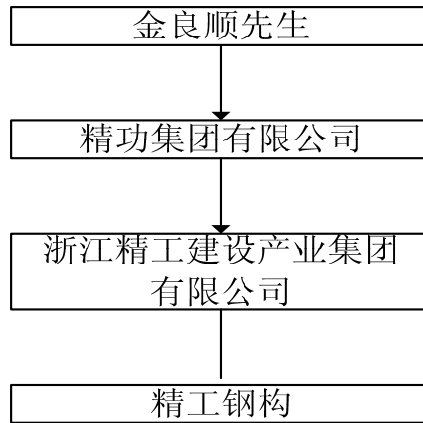 金良顺先生
精功集团有限公司
浙江精工建设产业集团
有限公司
精工钢构